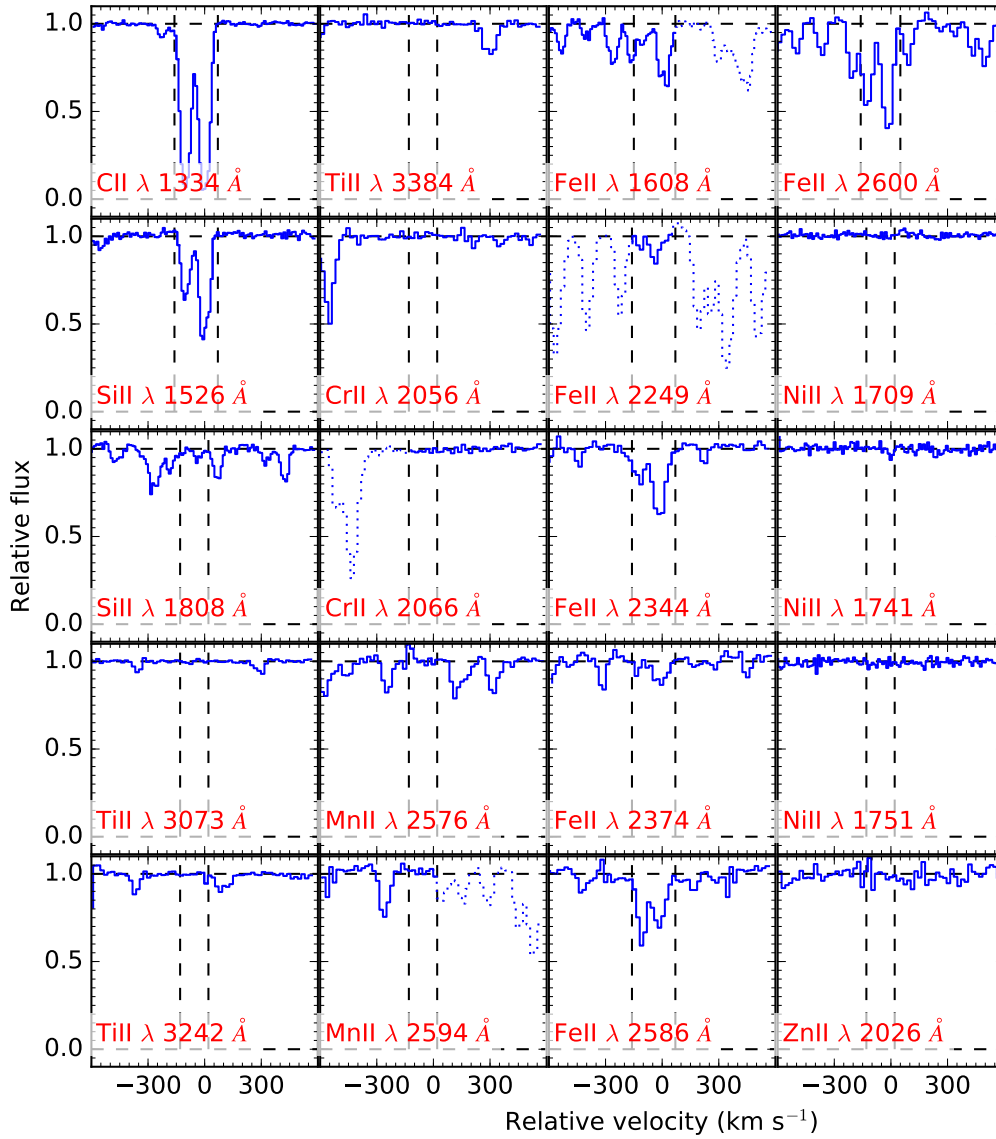 1.0
0.5
0.0
CII λ 1334 Å
TiII λ 3384 Å
FeII λ 1608 Å
FeII λ 2600 Å
1.0
0.5
0.0
SiII λ 1526 Å
CrII λ 2056 Å
FeII λ 2249 Å
NiII λ 1709 Å
Relative flux
1.0
0.5
0.0
SiII λ 1808 Å
CrII λ 2066 Å
FeII λ 2344 Å
NiII λ 1741 Å
1.0
0.5
0.0
TiII λ 3073 Å
MnII λ 2576 Å
FeII λ 2374 Å
NiII λ 1751 Å
1.0
0.5
0.0
TiII λ 3242 Å
MnII λ 2594 Å
FeII λ 2586 Å
ZnII λ 2026 Å
−300 0 300 −300 0 300 −300 0 300 −300 0 300
Relative velocity (km s⁻¹)